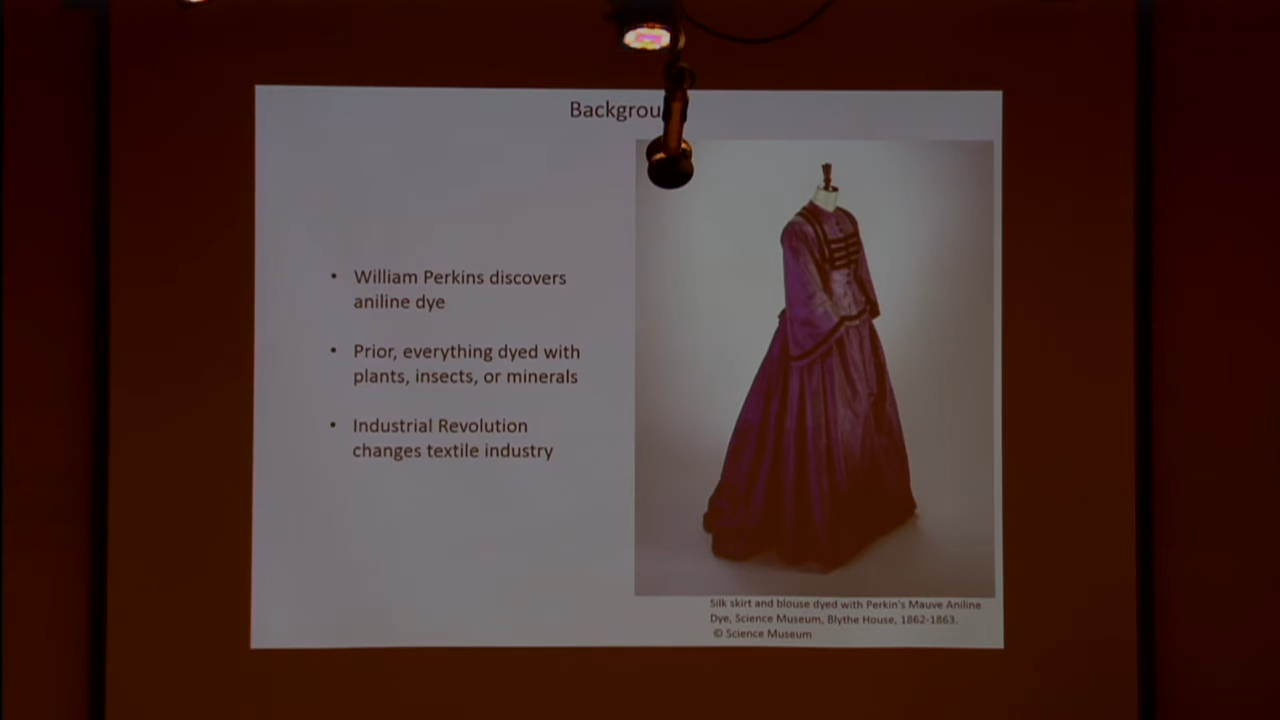 Backgrou
• William Perkins discovers
aniline dye
• Prior, everything dyed with
plants, insects, or minerals
• Industrial Revolution
changes textile industry
Silk skirt and blouse dyed with Perkin's Mauve Aniline
Dye, Science Museum, Blythe House, 1862-1863.
© Science Museum